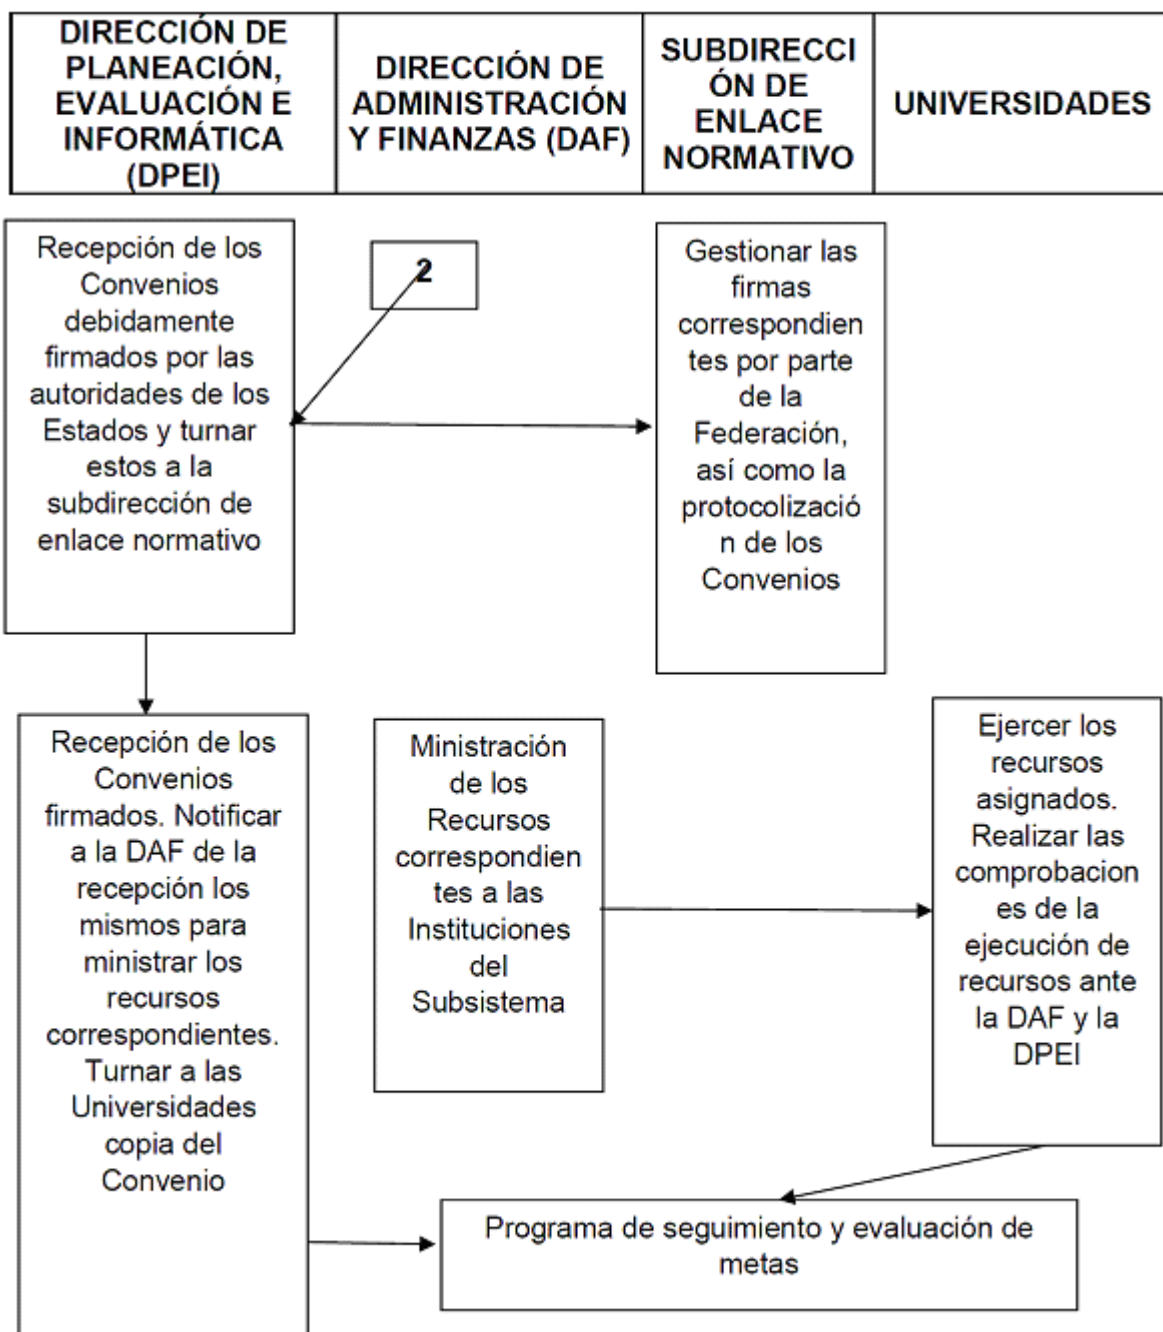 DIRECCIÓN DE
PLANEACIÓN,
EVALUACIÓN E
INFORMÁTICA
(DPEI)
DIRECCIÓN DE
ADMINISTRACIÓN
Y FINANZAS (DAF)
SUBDIRECCI
ÓN DE
ENLACE
NORMATIVO
UNIVERSIDADES
Recepción de los
Convenios
debidamente
firmados por las
autoridades de los
Estados y turnar
estos a la
subdirección de
enlace normativo
2
Gestionar las
firmas
correspondien
tes por parte
de la
Federación,
así como la
protocolizació
n de los
Convenios
Recepción de los
Convenios
firmados. Notificar
a la DAF de la
recepción los
mismos para
ministrar los
recursos
correspondientes.
Turnar a las
Universidades
copia del
Convenio
Ministración
de los
Recursos
correspondien
tes a las
Instituciones
del
Subsistema
Ejercer los
recursos
asignados.
Realizar las
comprobacion
es de la
ejecución de
recursos ante
la DAF y la
DPEI
Programa de seguimiento y evaluación de
metas